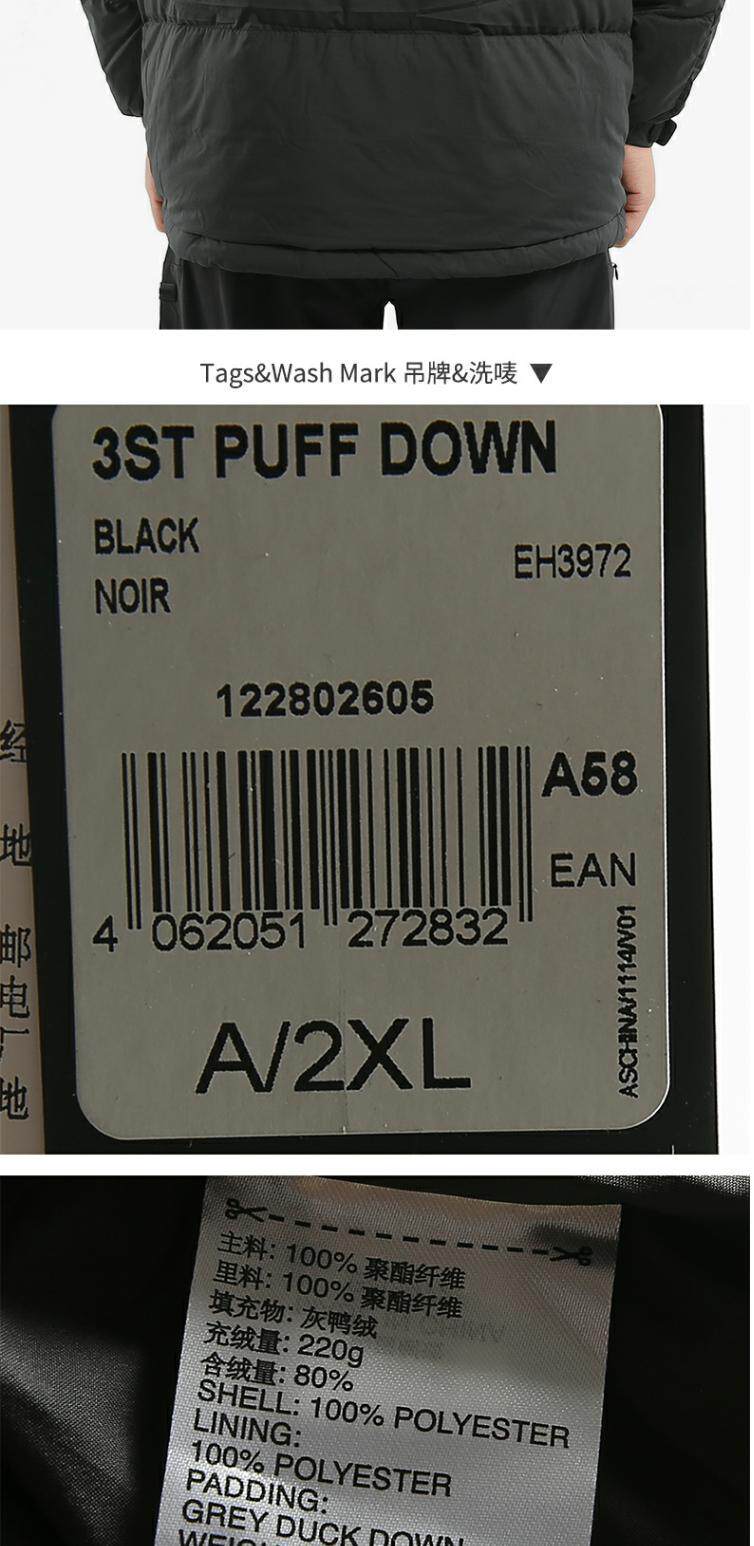 Tags&Wash Mark 吊牌&洗唛 ▼
3ST PUFF DOWN
BLACK
EH3972
NOIR
122802605
A58
EAN
4 062051 272832
A/2XL
ASCHINA/1114/V01
经
地
邮
电
厂
地
主料: 100% 聚酯纤维
里料: 100% 聚酯纤维
填充物: 灰鸭绒
充绒量: 220g
含绒量: 80%
SHELL: 100% POLYESTER
LINING:
100% POLYESTER
PADDING:
GREY DUCK DOWN